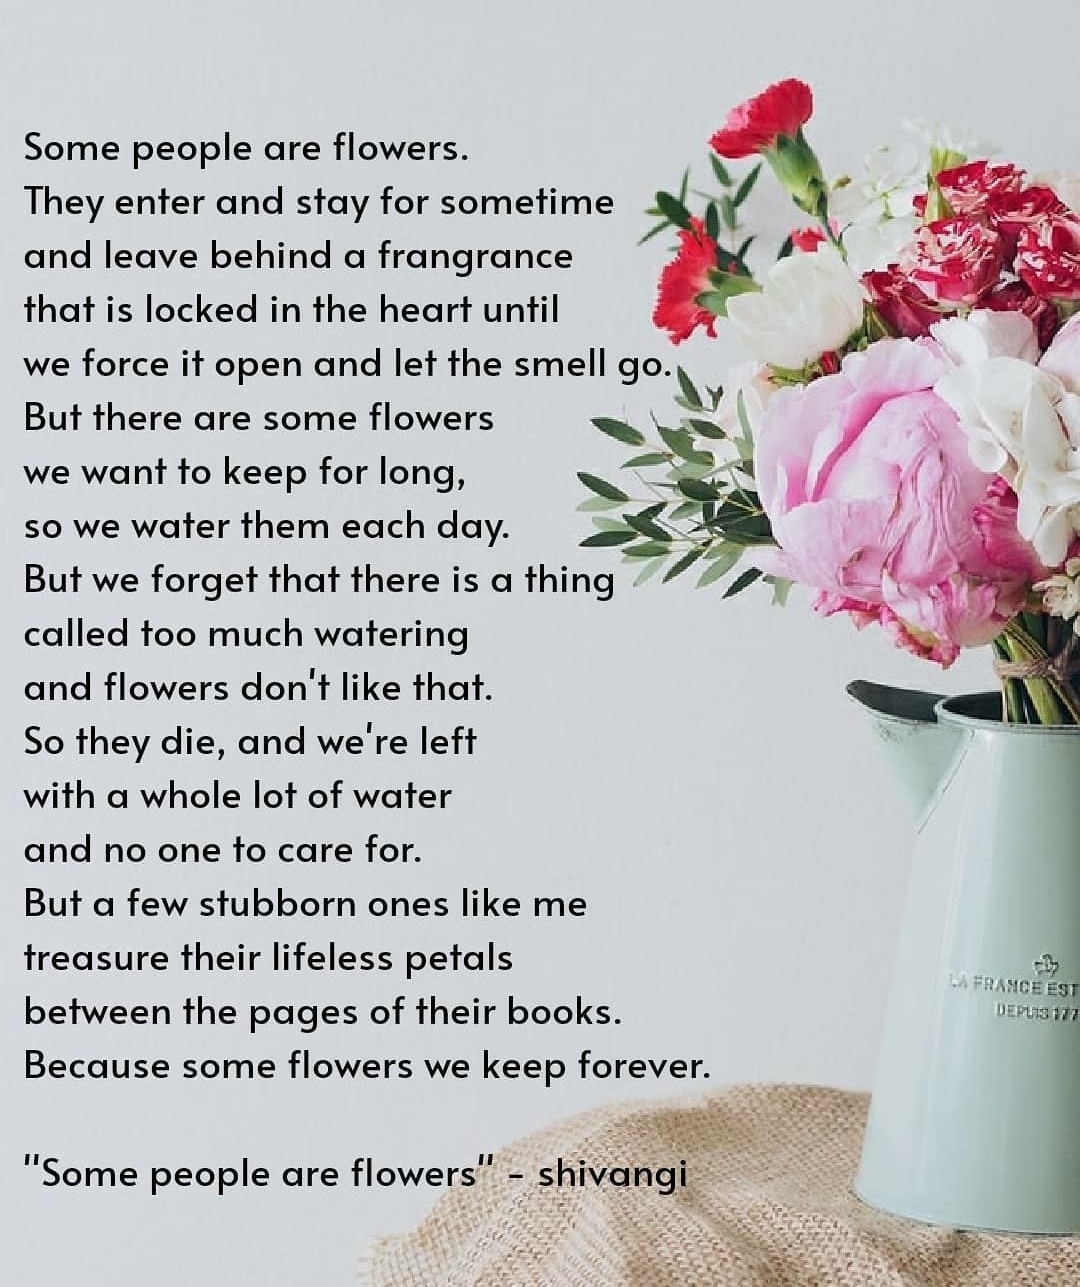 Some people are flowers.
They enter and stay for sometime
and leave behind a frangrance
that is locked in the heart until
we force it open and let the smell go.
But there are some flowers
we want to keep for long,
so we water them each day.
But we forget that there is a thing
called too much watering
and flowers don't like that.
So they die, and we're left
with a whole lot of water
and no one to care for.
But a few stubborn ones like me
treasure their lifeless petals
between the pages of their books.
Because some flowers we keep forever.
"Some people are flowers" - shivangi
LA FRANCE EST
DEPUIS 177